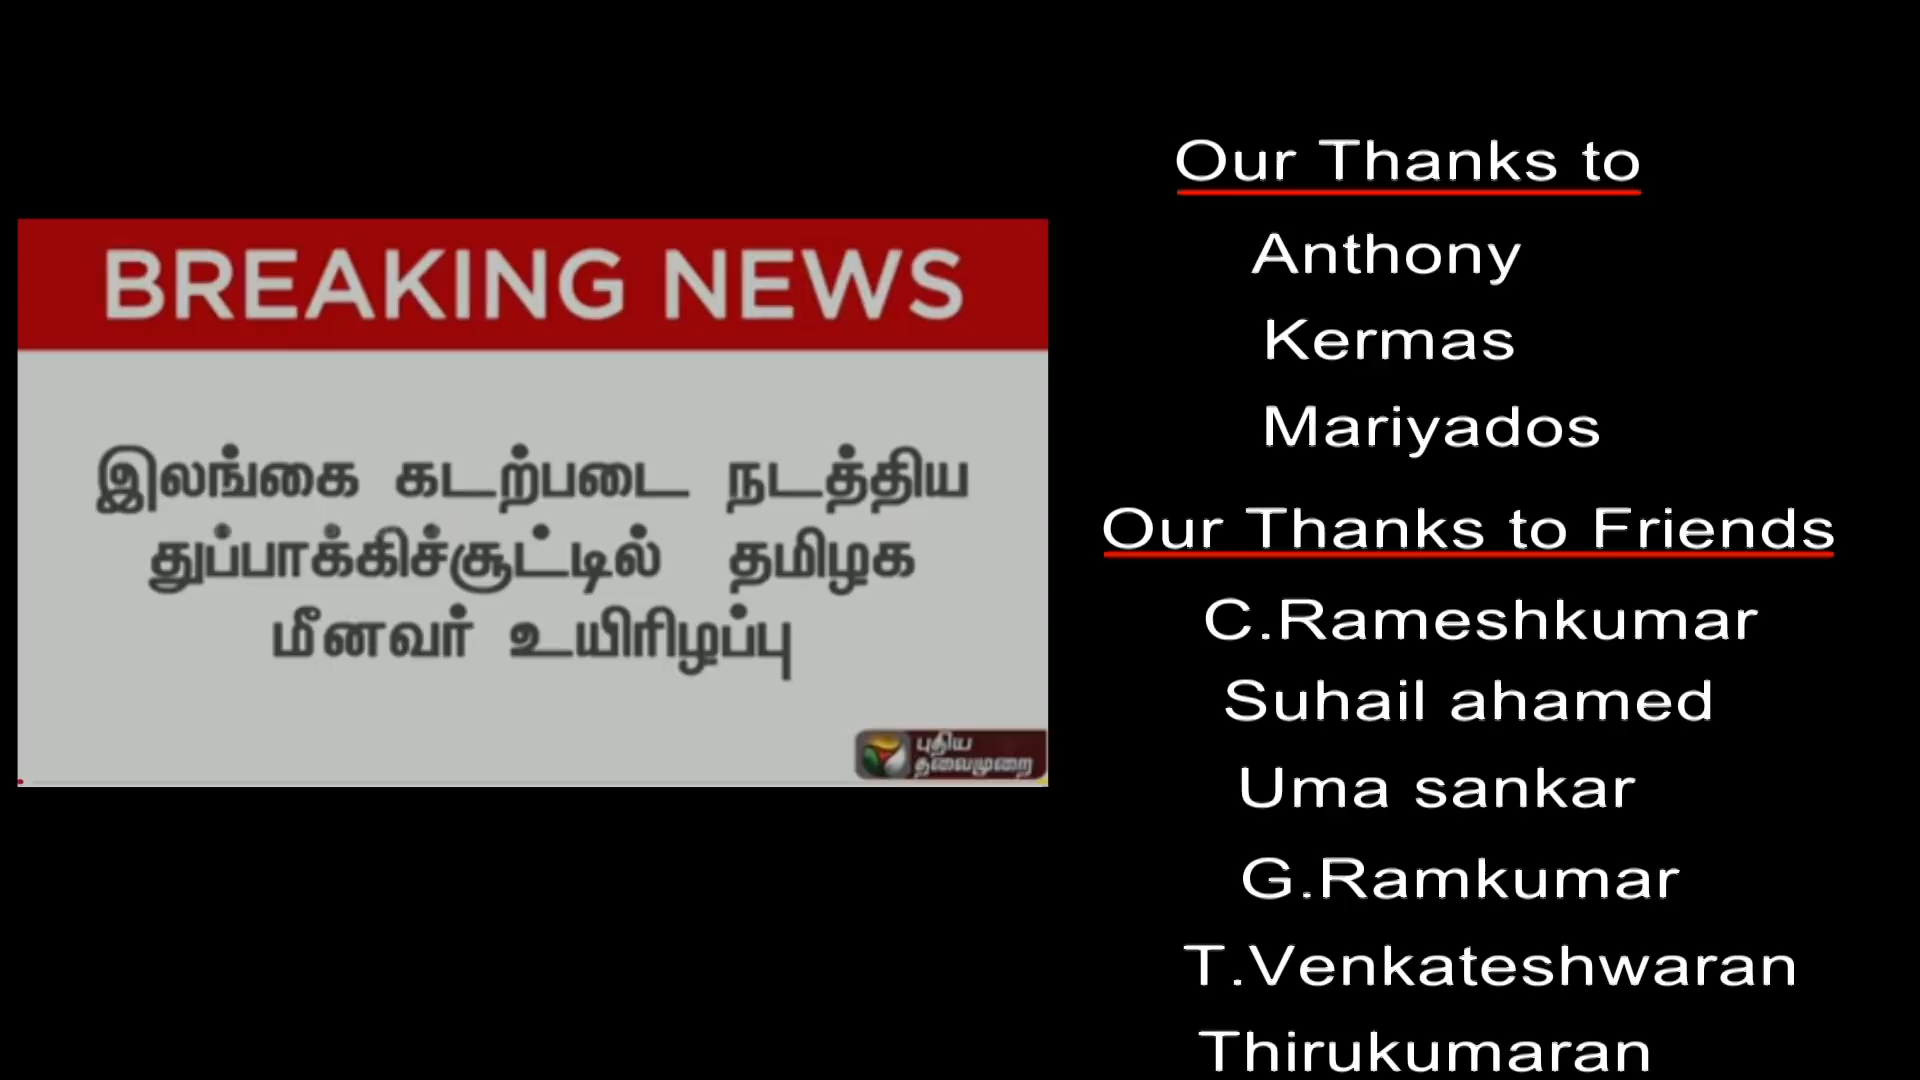 BREAKING NEWS
இலங்கை கடற்படை நடத்திய
துப்பாக்கிச்சூட்டில் தமிழக
மீனவர் உயிரிழப்பு
புதிய
தலைமுறை
Our Thanks to
Anthony
Kermas
Mariyados
Our Thanks to Friends
C.Rameshkumar
Suhail ahamed
Uma sankar
G.Ramkumar
T.Venkateshwaran
Thirukumaran